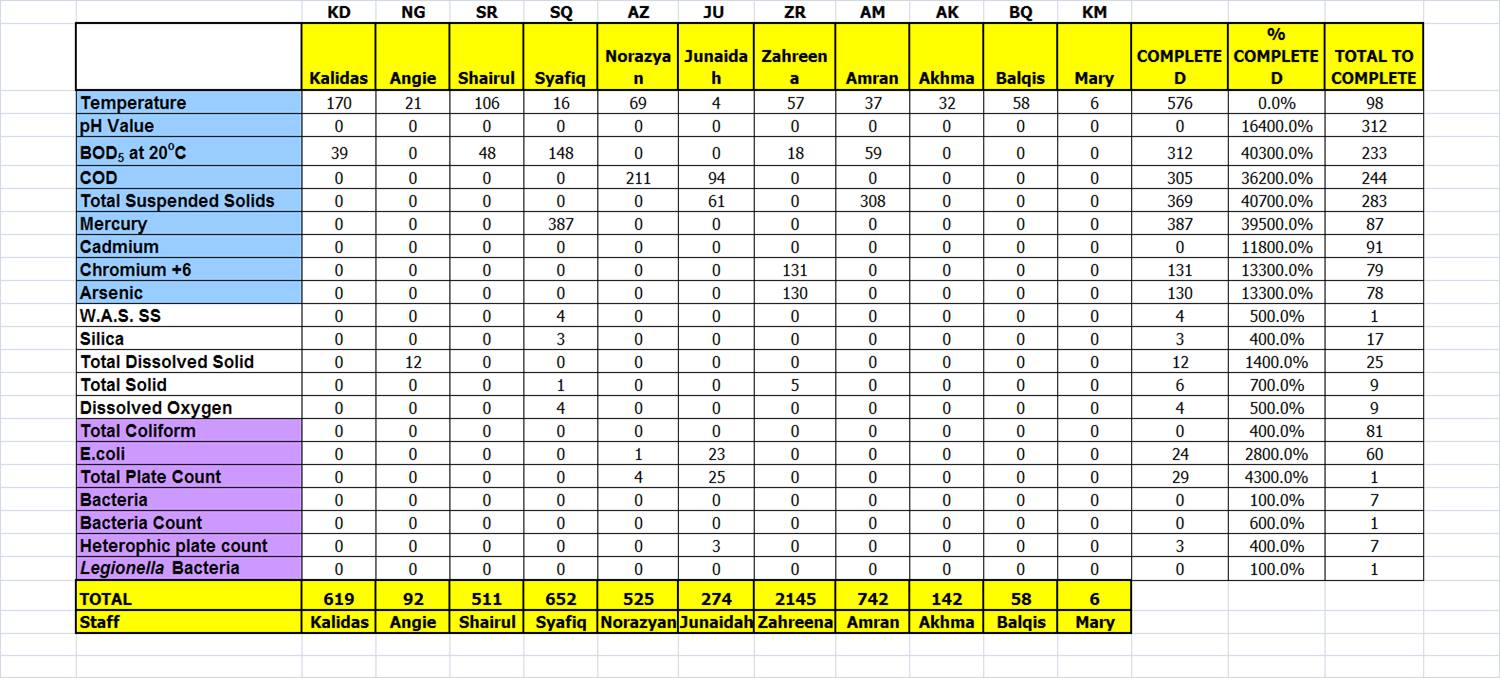 KD NG SR SQ AZ JU ZR AM AK BQ KM
Kalidas Angie Shairul Syafiq Norazyan Junaidah Zahreena Amran Akhma Balqis Mary COMPLETED % COMPLETED TOTAL TO COMPLETE
Temperature 170 21 106 16 69 4 57 37 32 58 6 576 0.0% 98
pH Value 0 0 0 0 0 0 0 0 0 0 0 0 16400.0% 312
BOD₅ at 20⁰C 39 0 48 148 0 0 18 59 0 0 0 312 40300.0% 233
COD 0 0 0 0 211 94 0 0 0 0 0 305 36200.0% 244
Total Suspended Solids 0 0 0 0 0 61 0 308 0 0 0 369 40700.0% 283
Mercury 0 0 0 387 0 0 0 0 0 0 0 387 39500.0% 87
Cadmium 0 0 0 0 0 0 0 0 0 0 0 0 11800.0% 91
Chromium +6 0 0 0 0 0 0 131 0 0 0 0 131 13300.0% 79
Arsenic 0 0 0 0 0 0 130 0 0 0 0 130 13300.0% 78
W.A.S. SS 0 0 0 4 0 0 0 0 0 0 0 4 500.0% 1
Silica 0 0 0 3 0 0 0 0 0 0 0 3 400.0% 17
Total Dissolved Solid 0 12 0 0 0 0 0 0 0 0 0 12 1400.0% 25
Total Solid 0 0 0 1 0 0 5 0 0 0 0 6 700.0% 9
Dissolved Oxygen 0 0 0 4 0 0 0 0 0 0 0 4 500.0% 9
Total Coliform 0 0 0 0 0 0 0 0 0 0 0 0 400.0% 81
E.coli 0 0 0 0 1 23 0 0 0 0 0 24 2800.0% 60
Total Plate Count 0 0 0 0 4 25 0 0 0 0 0 29 4300.0% 1
Bacteria 0 0 0 0 0 0 0 0 0 0 0 0 100.0% 7
Bacteria Count 0 0 0 0 0 0 0 0 0 0 0 0 600.0% 1
Heterophic plate count 0 0 0 0 0 3 0 0 0 0 0 3 400.0% 7
Legionella Bacteria 0 0 0 0 0 0 0 0 0 0 0 0 100.0% 1
TOTAL 619 92 511 652 525 274 2145 742 142 58 6
Staff Kalidas Angie Shairul Syafiq Norazyan Junaidah Zahreena Amran Akhma Balqis Mary